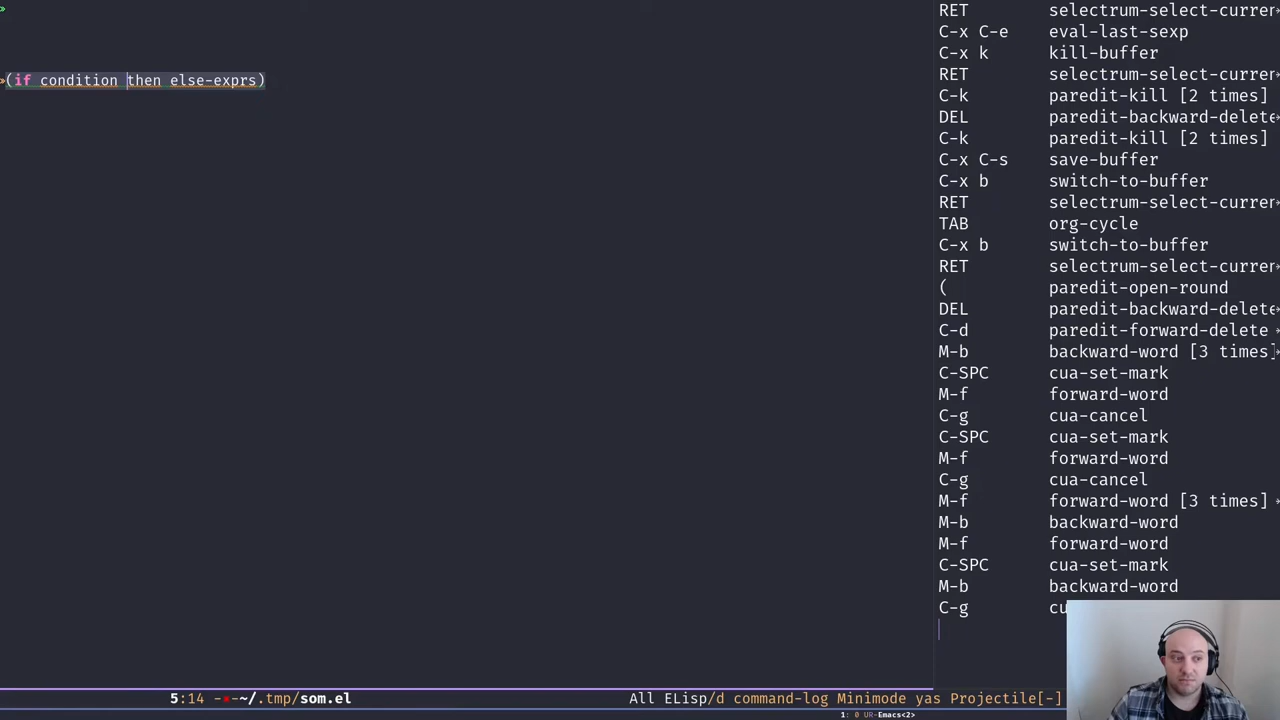 (if condition then else-exprs)
RET selectrum-select-curren
C-x C-e eval-last-sexp
C-x k kill-buffer
RET selectrum-select-curren
C-k paredit-kill [2 times]
DEL paredit-backward-delete
C-k paredit-kill [2 times]
C-x C-s save-buffer
C-x b switch-to-buffer
RET selectrum-select-curren
TAB org-cycle
C-x b switch-to-buffer
RET selectrum-select-curren
( paredit-open-round
DEL paredit-backward-delete
C-d paredit-forward-delete
M-b backward-word [3 times]
C-SPC cua-set-mark
M-f forward-word
C-g cua-cancel
C-SPC cua-set-mark
M-f forward-word
C-g cua-cancel
M-f forward-word [3 times]
M-b backward-word
M-f forward-word
C-SPC cua-set-mark
M-b backward-word
C-g cu
5:14 -*-~/.tmp/som.el All ELisp/d command-log Minimode yas Projectile[-]
1: 0 UR-Emacs<2>